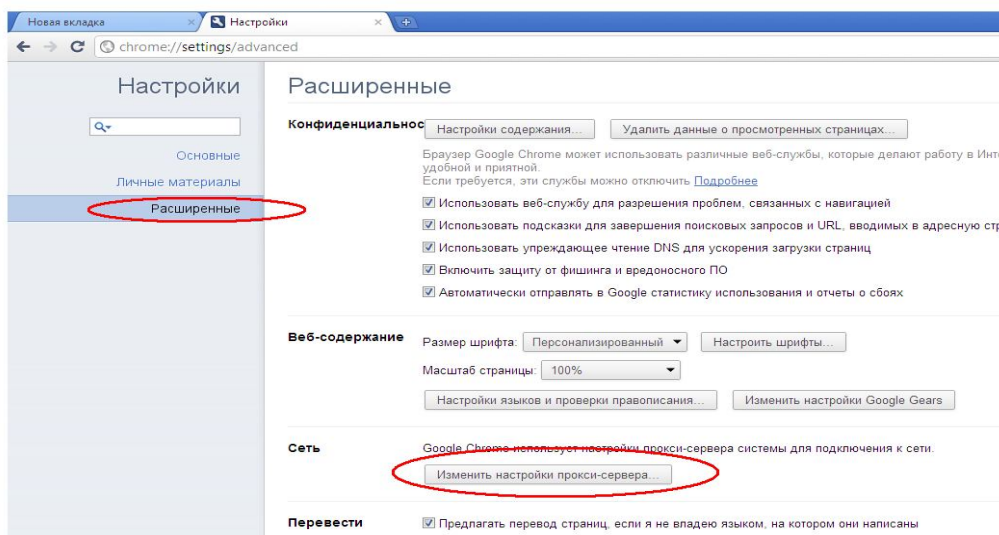 Новая вкладка
Настройки
chrome://settings/advanced
Настройки
Основные
Личные материалы
Расширенные
Расширенные
Конфиденциальнос
Настройки содержания...
Удалить данные о просмотренных страницах...
Браузер Google Chrome может использовать различные веб-службы, которые делают работу в Инте
удобной и приятной.
Если требуется, эти службы можно отключить Подробнее
Использовать веб-службу для разрешения проблем, связанных с навигацией
Использовать подсказки для завершения поисковых запросов и URL, вводимых в адресную стр
Использовать упреждающее чтение DNS для ускорения загрузки страниц
Включить защиту от фишинга и вредоносного ПО
Автоматически отправлять в Google статистику использования и отчеты о сбоях
Веб-содержание
Размер шрифта: Персонализированный Настроить шрифты...
Масштаб страницы: 100%
Настройки языков и проверки правописания... Изменить настройки Google Gears
Сеть
Google Chrome использует настройки прокси-сервера системы для подключения к сети.
Изменить настройки прокси-сервера...
Перевести
Предлагать перевод страниц, если я не владею языком, на котором они написаны